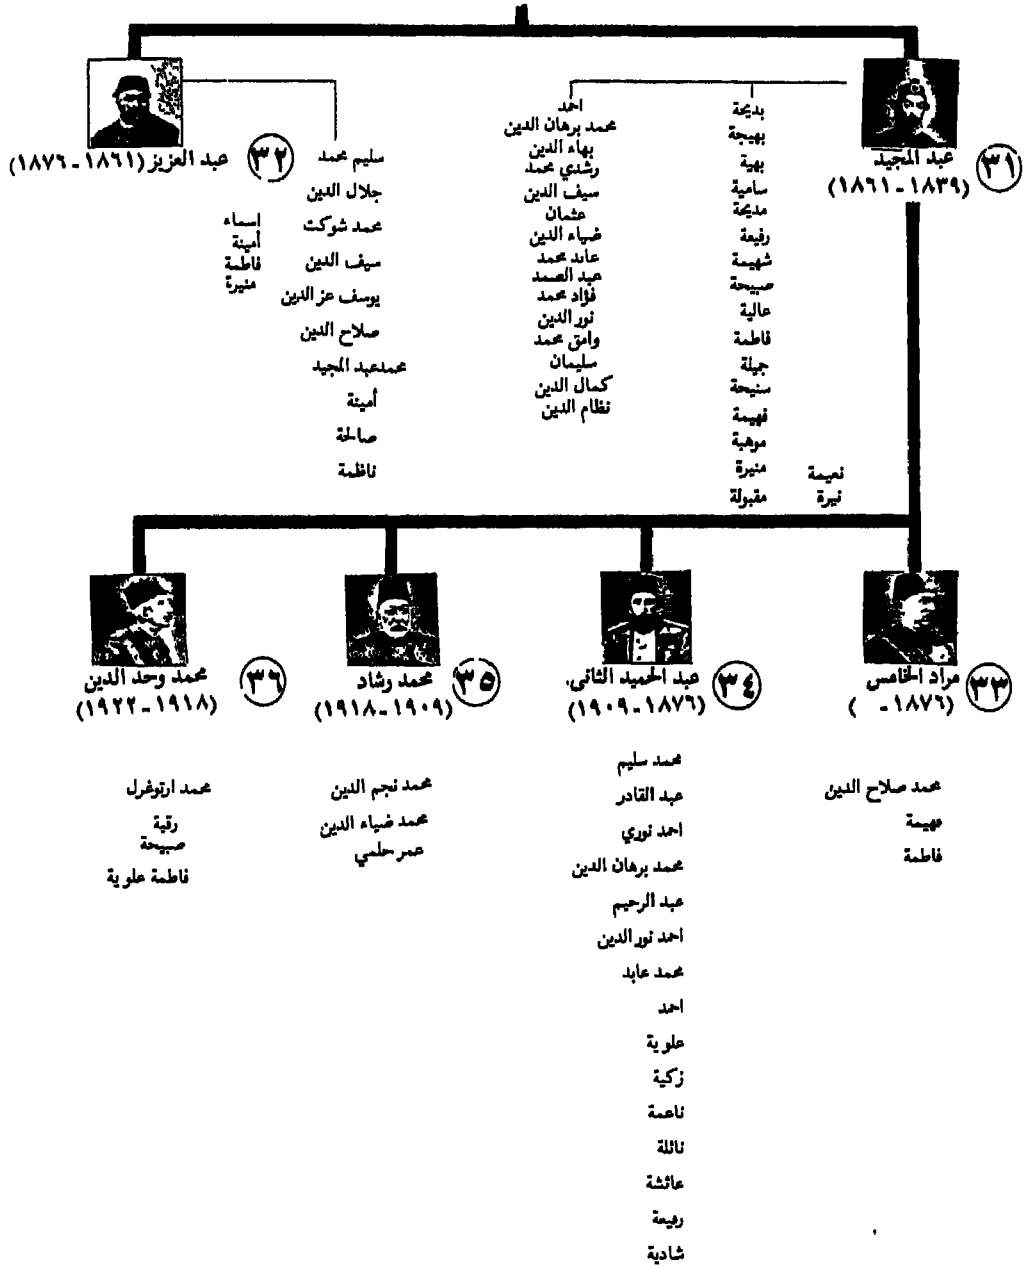 ٣١
عبد المجيد
(١٨٣٩ - ١٨٦١)
بديحة
بهيجة
بهية
سامية
مديحة
رفيعة
شهيمة
صبيحة
عالية
فاطمة
جميلة
سنيحة
فهيمة
موهبة
منيرة
مقبولة
نعيمة
نيرة
احمد
محمد برهان الدين
بهاء الدين
رشدي محمد
سيف الدين
عثمان
ضياء الدين
عائد محمد
عبد الصمد
فؤاد محمد
نور الدين
وامق محمد
سليمان
كمال الدين
نظام الدين
٣٢
عبد العزيز (١٨٦١ - ١٨٧٦)
سليم محمد
جلال الدين
محمد شوكت
سيف الدين
يوسف عز الدين
صلاح الدين
محمد عبد المجيد
أمينة
صالحة
ناظمة
اسماء
أمينة
فاطمة
منيرة
٣٣
مراد الخامس
(١٨٧٦ - )
محمد صلاح الدين
مهيمة
فاطمة
٣٤
عبد الحميد الثانى
(١٨٧٦ - ١٩٠٩)
محمد سليم
عبد القادر
احمد نوري
محمد برهان الدين
عبد الرحيم
احمد نور الدين
محمد عابد
احمد
علوية
زكية
ناعمة
نائلة
عائشة
رفيعة
شادية
٣٥
محمد رشاد
(١٩٠٩ - ١٩١٨)
محمد نجم الدين
محمد ضياء الدين
عمر حلمي
٣٦
محمد وحد الدين
(١٩١٨ - ١٩٢٢)
محمد ارتوغرل
رقية
صبيحة
فاطمة علوية